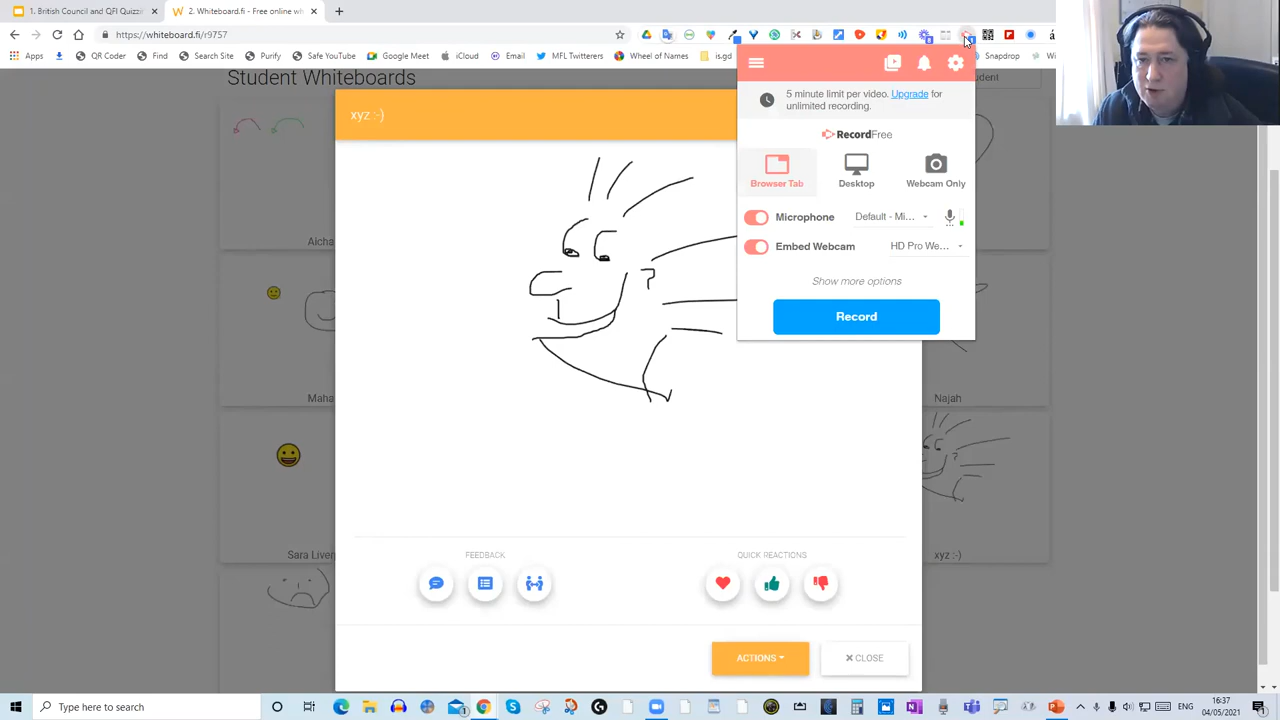 1. British Council and QFI Quizzi
2. Whiteboard.fi - Free online wh
https://whiteboard.fi/r9757
Apps
QR Coder
Find
Search Site
Purify
Safe YouTube
Google Meet
iCloud
Email
MFL Twitterers
Wheel of Names
is.gd
Snapdrop
Student Whiteboards
udent
xyz :-)
5 minute limit per video. Upgrade for
unlimited recording.
RecordFree
Browser Tab
Desktop
Webcam Only
Microphone
Default - Mi...
Embed Webcam
HD Pro We...
Show more options
Record
Aicha
Maha
Najah
Sara Liven
xyz :-)
?
?
FEEDBACK
QUICK REACTIONS
ACTIONS
CLOSE
Type here to search
ENG
16:37
04/05/2021